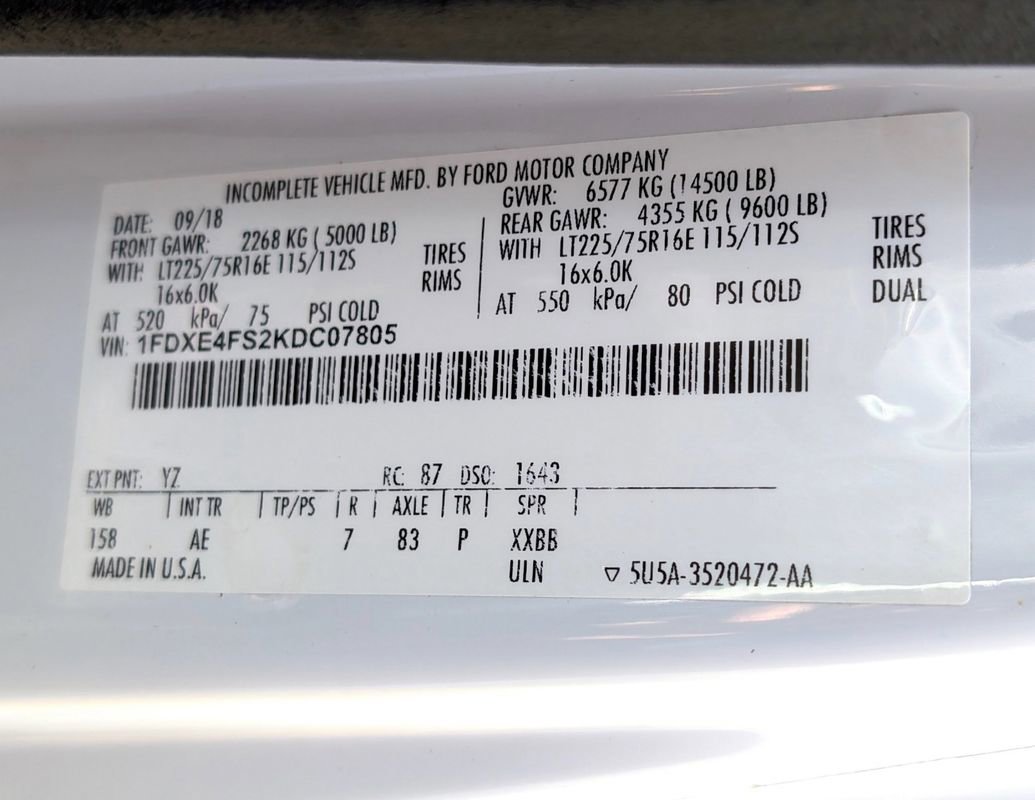 INCOMPLETE VEHICLE MFD. BY FORD MOTOR COMPANY
DATE: 09/18
GVWR: 6577 KG (14500 LB)
FRONT GAWR: 2268 KG ( 5000 LB)
REAR GAWR: 4355 KG ( 9600 LB)
WITH LT225/75R16E 115/112S TIRES
WITH LT225/75R16E 115/112S TIRES
16x6.0K RIMS
16x6.0K RIMS
AT 520 kPa/ 75 PSI COLD
AT 550 kPa/ 80 PSI COLD DUAL
VIN: 1FDXE4FS2KDC07805
EXT PNT: YZ RC: 87 DSO: 1643
WB | INT TR | TP/PS | R | AXLE | TR | SPR |
158 AE 7 83 P XXBB
MADE IN U.S.A. ULN ▽ 5U5A-3520472-AA